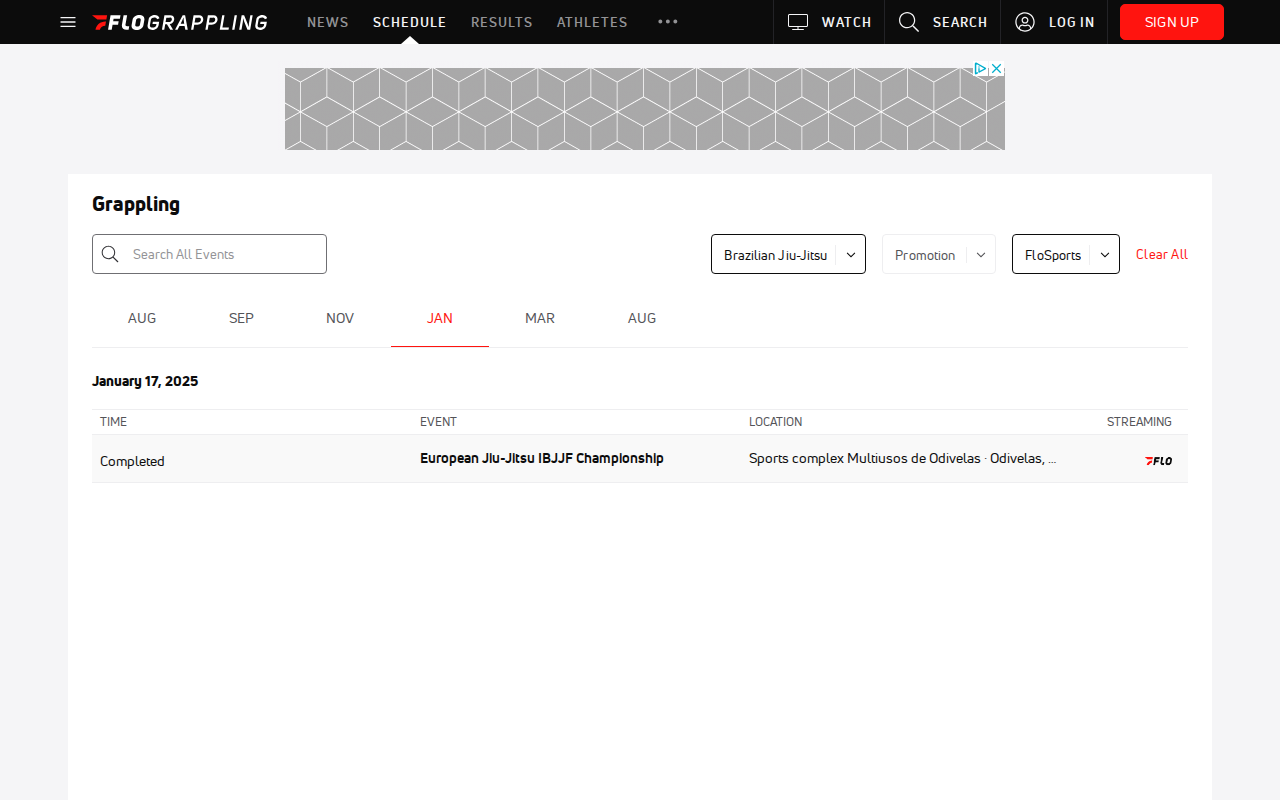 FLOGRAPPLING NEWS SCHEDULE RESULTS ATHLETES WATCH SEARCH LOG IN SIGN UP
Grappling
Search All Events Brazilian Jiu-Jitsu Promotion FloSports Clear All
AUG SEP NOV JAN MAR AUG
January 17, 2025
TIME EVENT LOCATION STREAMING
Completed European Jiu-Jitsu IBJJF Championship Sports complex Multiusos de Odivelas · Odivelas, ... FLO